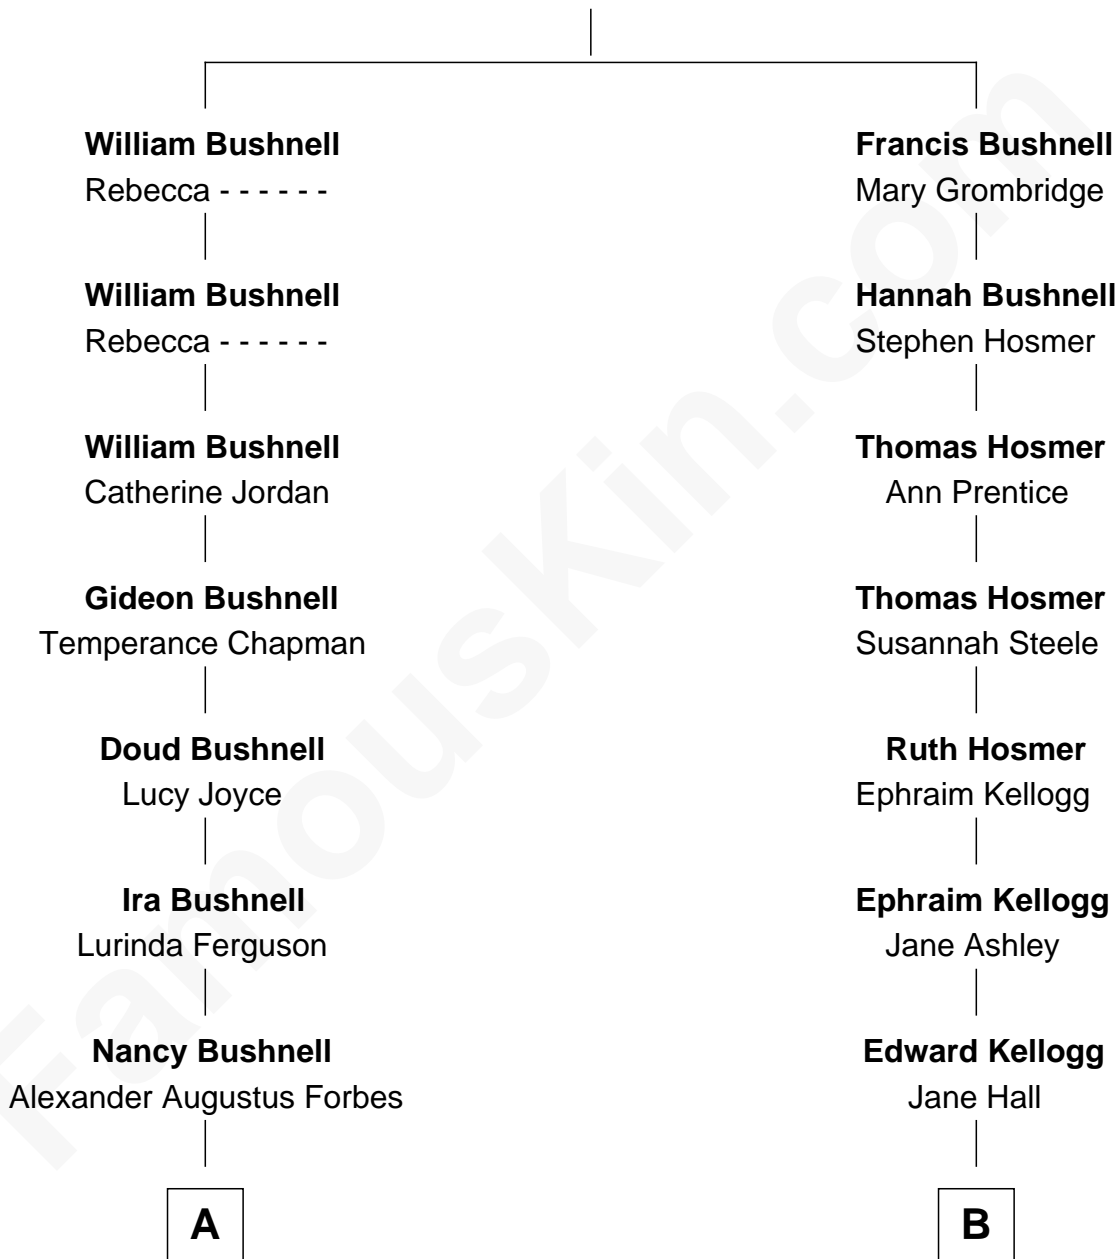 William Bushnell
Rebecca - - - - - -
William Bushnell
Rebecca - - - - - -
William Bushnell
Catherine Jordan
Gideon Bushnell
Temperance Chapman
Doud Bushnell
Lucy Joyce
Ira Bushnell
Lurinda Ferguson
Nancy Bushnell
Alexander Augustus Forbes
A
Francis Bushnell
Mary Grombridge
Hannah Bushnell
Stephen Hosmer
Thomas Hosmer
Ann Prentice
Thomas Hosmer
Susannah Steele
Ruth Hosmer
Ephraim Kellogg
Ephraim Kellogg
Jane Ashley
Edward Kellogg
Jane Hall
B
FamousKin.com